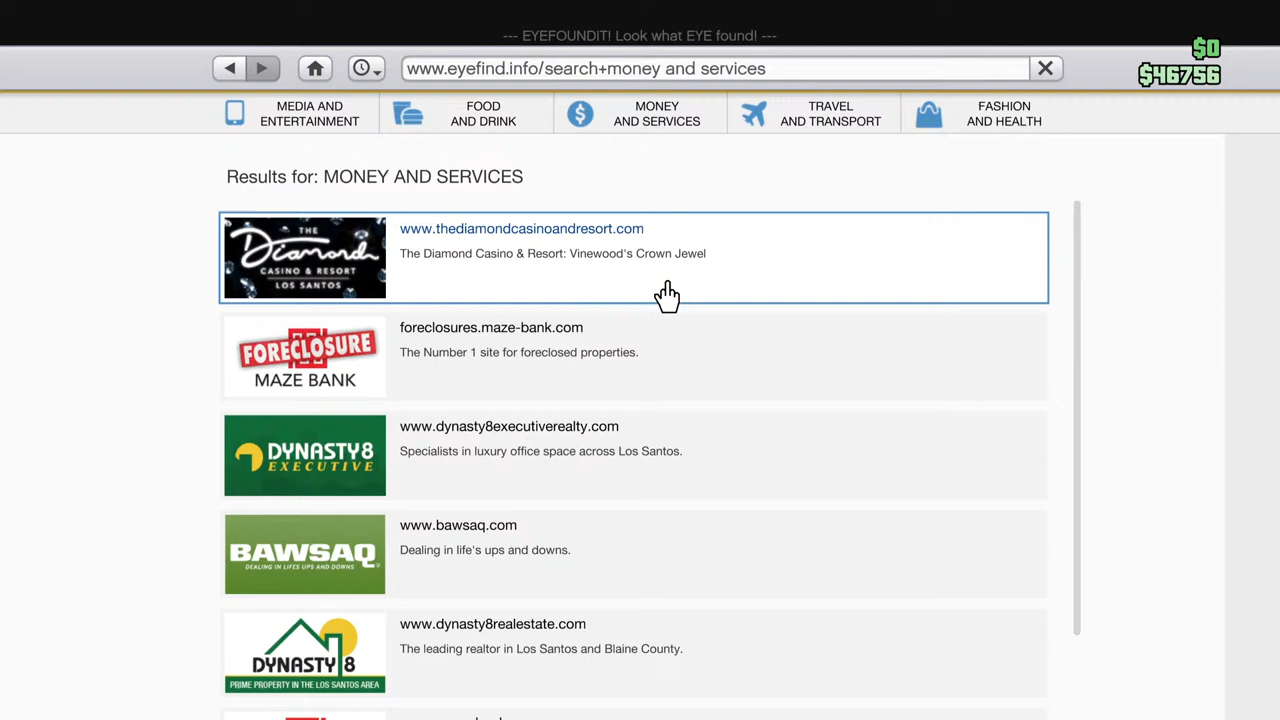 --- EYEFOUNDIT! Look what EYE found! ---
$0
www.eyefind.info/search+money and services
$46756
MEDIA AND
ENTERTAINMENT
FOOD
AND DRINK
MONEY
AND SERVICES
TRAVEL
AND TRANSPORT
FASHION
AND HEALTH
Results for: MONEY AND SERVICES
THE
Diamond
CASINO & RESORT
LOS SANTOS
www.thediamondcasinoandresort.com
The Diamond Casino & Resort: Vinewood's Crown Jewel
FORECLOSURE
MAZE BANK
foreclosures.maze-bank.com
The Number 1 site for foreclosed properties.
DYNASTY8
EXECUTIVE
www.dynasty8executiverealty.com
Specialists in luxury office space across Los Santos.
BAWSAQ
DEALING IN LIFES UPS AND DOWNS
www.bawsaq.com
Dealing in life's ups and downs.
DYNASTY 8
PRIME PROPERTY IN THE LOS SANTOS AREA
www.dynasty8realestate.com
The leading realtor in Los Santos and Blaine County.